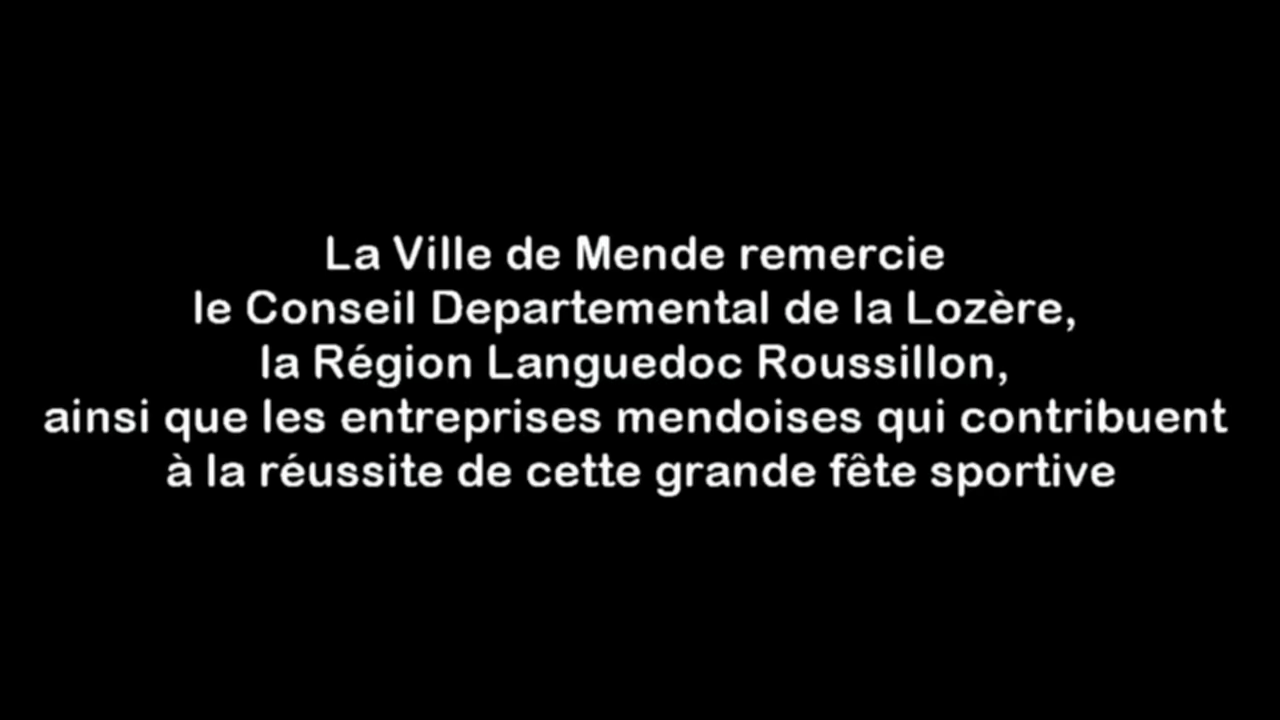 La Ville de Mende remercie
le Conseil Departemental de la Lozère,
la Région Languedoc Roussillon,
ainsi que les entreprises mendoises qui contribuent
à la réussite de cette grande fête sportive